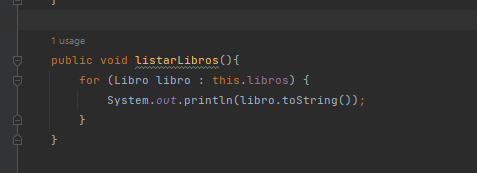 }
1 usage
public void listarLibros(){
for (Libro libro : this.libros) {
System.out.println(libro.toString());
}
}